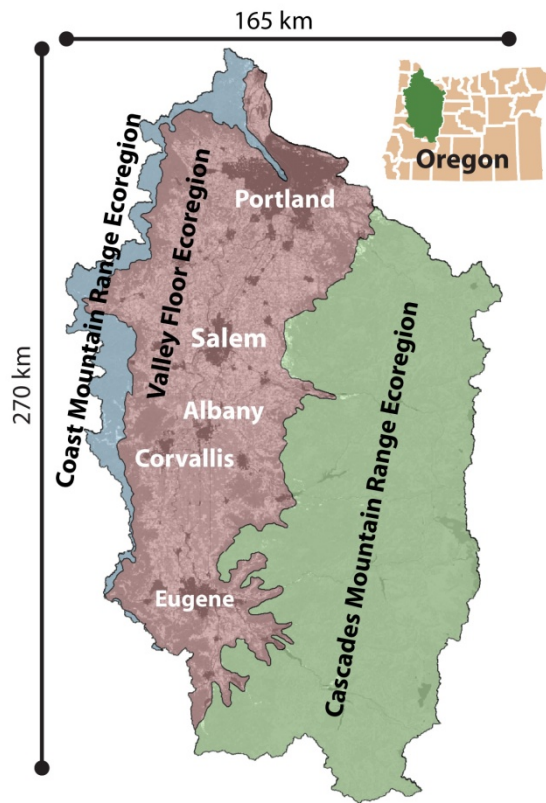 165 km
Oregon
Portland
Coast Mountain Range Ecoregion
Valley Floor Ecoregion
Salem
270 km
Albany
Corvallis
Cascades Mountain Range Ecoregion
Eugene